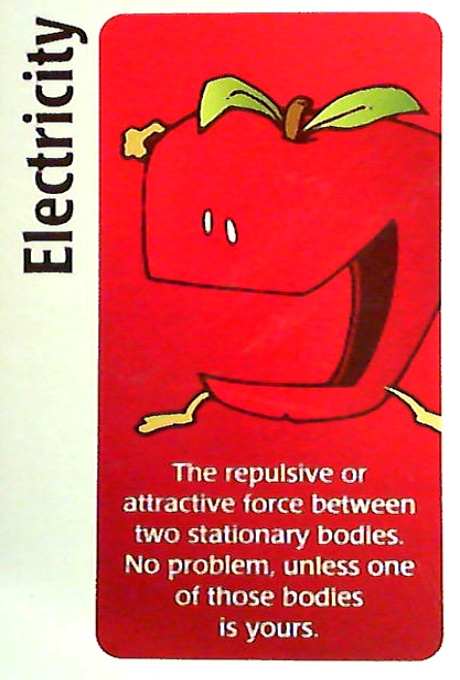 Electricity
The repulsive or
attractive force between
two stationary bodies.
No problem, unless one
of those bodies
is yours.